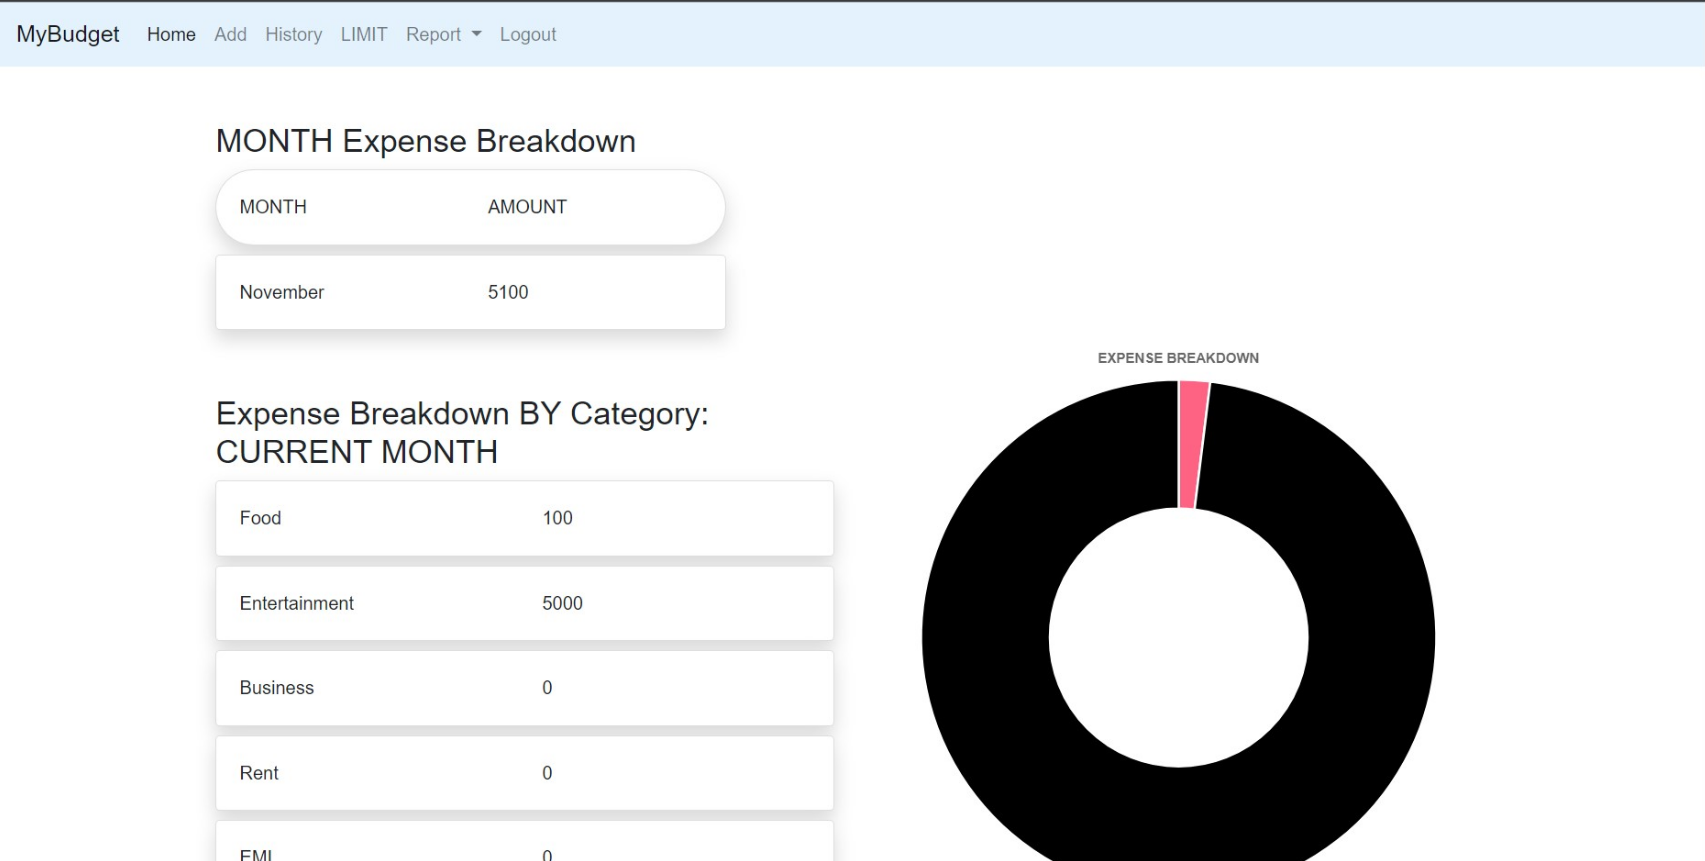 MyBudget Home Add History LIMIT Report Logout
MONTH Expense Breakdown
MONTH AMOUNT
November 5100
Expense Breakdown BY Category:
CURRENT MONTH
Food 100
Entertainment 5000
Business 0
Rent 0
EMI 0
EXPENSE BREAKDOWN